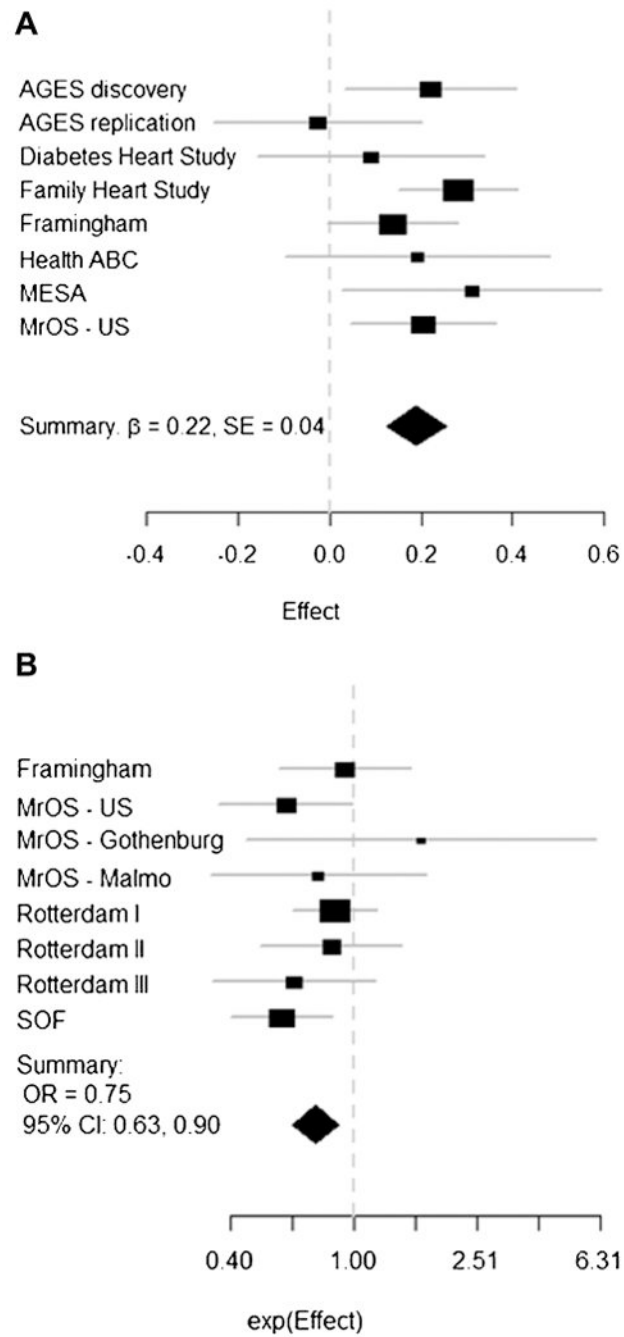 A
AGES discovery
AGES replication
Diabetes Heart Study
Family Heart Study
Framingham
Health ABC
MESA
MrOS - US
Summary. β = 0.22, SE = 0.04
-0.4 -0.2 0.0 0.2 0.4 0.6
Effect
B
Framingham
MrOS - US
MrOS - Gothenburg
MrOS - Malmo
Rotterdam I
Rotterdam II
Rotterdam III
SOF
Summary:
OR = 0.75
95% CI: 0.63, 0.90
0.40 1.00 2.51 6.31
exp(Effect)